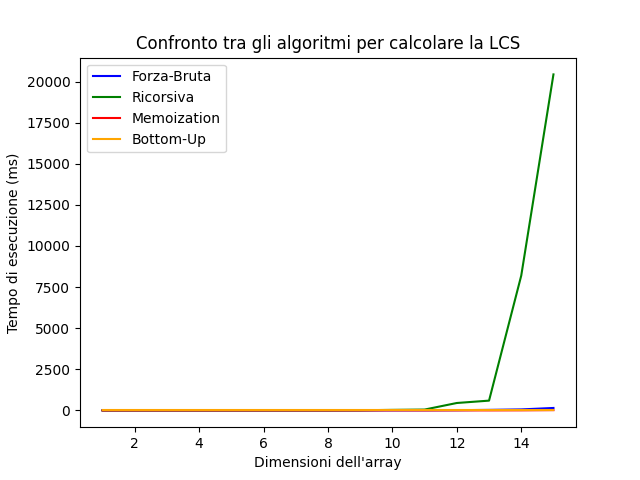 Confronto tra gli algoritmi per calcolare la LCS
Forza-Bruta
Ricorsiva
Memoization
Bottom-Up
Tempo di esecuzione (ms)
20000
17500
15000
12500
10000
7500
5000
2500
0
2 4 6 8 10 12 14
Dimensioni dell'array